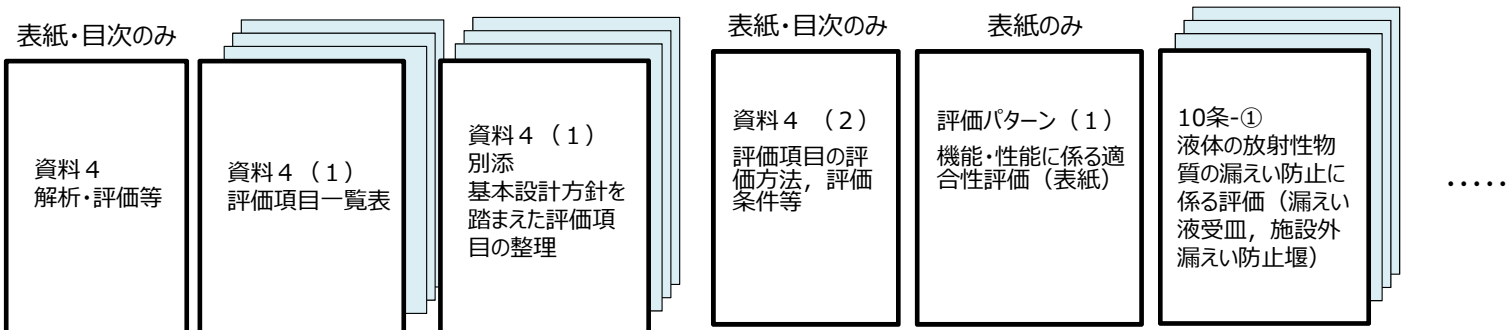 表紙・目次のみ
資料４
解析・評価等
資料４（１）
評価項目一覧表
資料４（１）
別添
基本設計方針を
踏まえた評価項
目の整理
表紙・目次のみ
資料４ （２）
評価項目の評
価方法，評価
条件等
表紙のみ
評価パターン（１）
機能・性能に係る適
合性評価（表紙）
10条-①
液体の放射性物
質の漏えい防止に
係る評価（漏えい
液受皿，施設外
漏えい防止堰）
‥‥‥